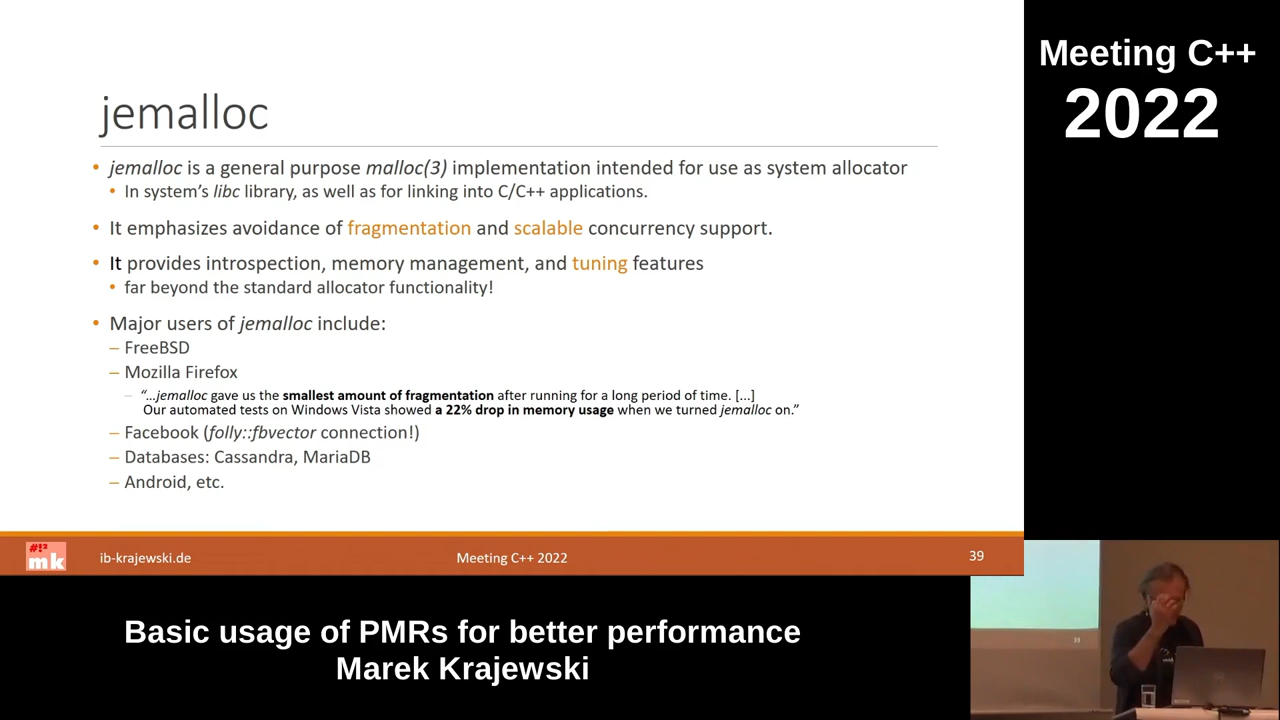 Meeting C++
2022
jemalloc
• jemalloc is a general purpose malloc(3) implementation intended for use as system allocator
• In system's libc library, as well as for linking into C/C++ applications.
• It emphasizes avoidance of fragmentation and scalable concurrency support.
• It provides introspection, memory management, and tuning features
• far beyond the standard allocator functionality!
• Major users of jemalloc include:
– FreeBSD
– Mozilla Firefox
– “…jemalloc gave us the smallest amount of fragmentation after running for a long period of time. [...]
Our automated tests on Windows Vista showed a 22% drop in memory usage when we turned jemalloc on.”
– Facebook (folly::fbvector connection!)
– Databases: Cassandra, MariaDB
– Android, etc.
#!²
mk
ib-krajewski.de
Meeting C++ 2022
39
Basic usage of PMRs for better performance
Marek Krajewski